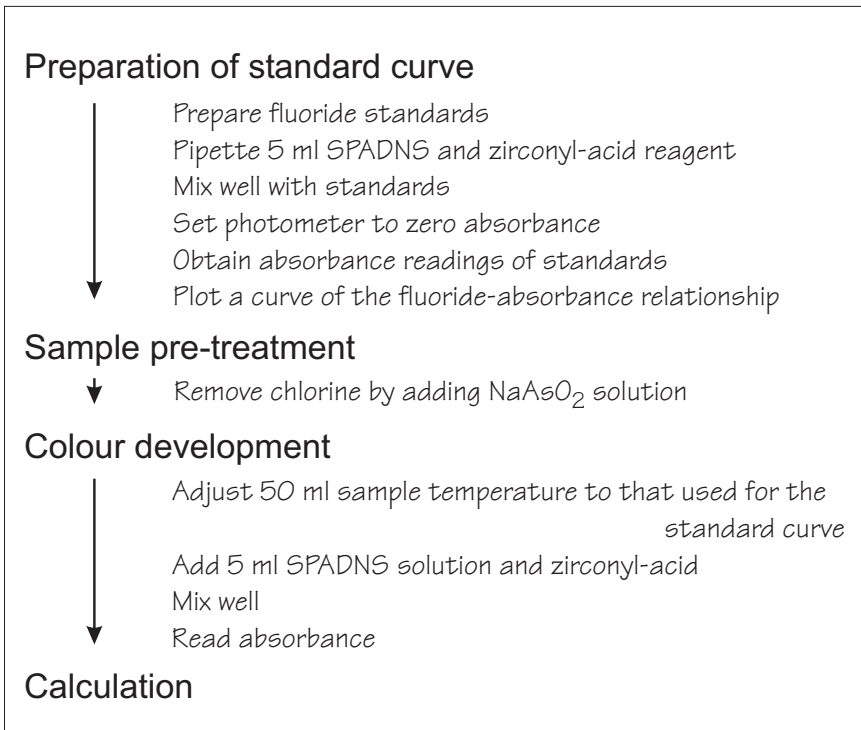 Preparation of standard curve
Prepare fluoride standards
Pipette 5 ml SPADNS and zirconyl-acid reagent
Mix well with standards
Set photometer to zero absorbance
Obtain absorbance readings of standards
Plot a curve of the fluoride-absorbance relationship
Sample pre-treatment
Remove chlorine by adding NaAsO₂ solution
Colour development
Adjust 50 ml sample temperature to that used for the
standard curve
Add 5 ml SPADNS solution and zirconyl-acid
Mix well
Read absorbance
Calculation